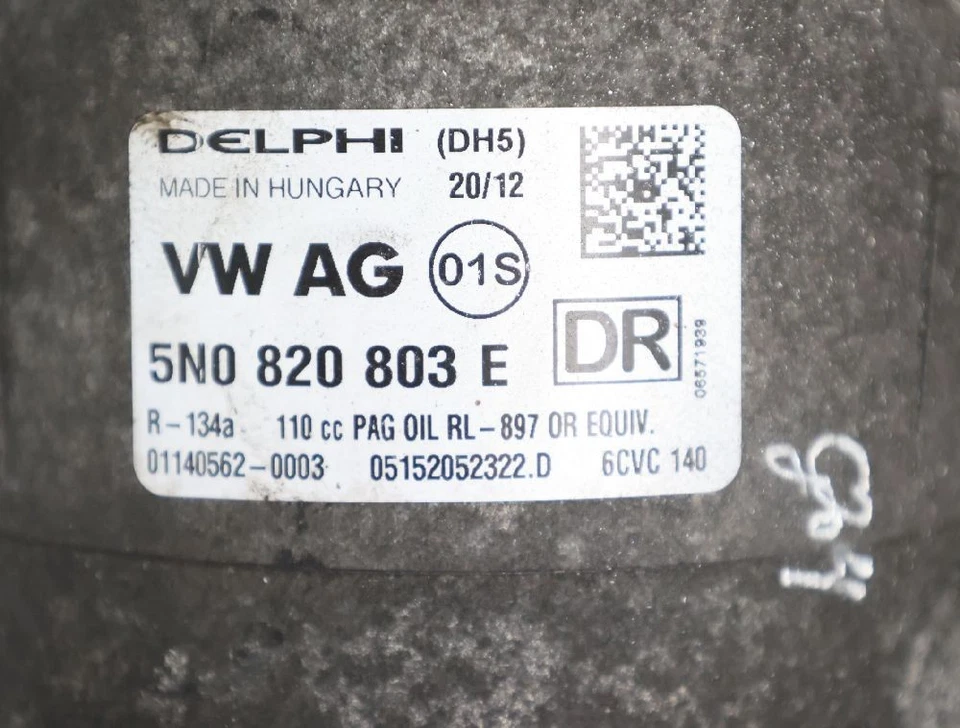 DELPHI (DH5)
MADE IN HUNGARY 20/12
VW AG 01S
5N0 820 803 E DR
06571939
R-134a 110 cc PAG OIL RL-897 OR EQUIV.
01140562-0003 05152052322.D 6CVC 140